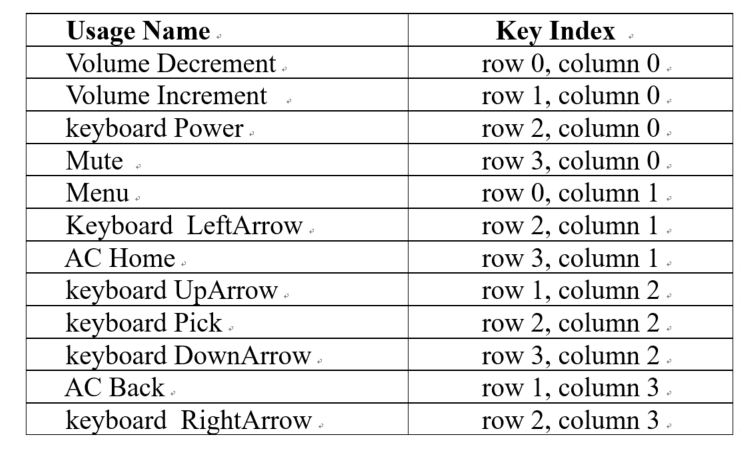 Usage Name Key Index
Volume Decrement row 0, column 0
Volume Increment row 1, column 0
keyboard Power row 2, column 0
Mute row 3, column 0
Menu row 0, column 1
Keyboard LeftArrow row 2, column 1
AC Home row 3, column 1
keyboard UpArrow row 1, column 2
keyboard Pick row 2, column 2
keyboard DownArrow row 3, column 2
AC Back row 1, column 3
keyboard RightArrow row 2, column 3